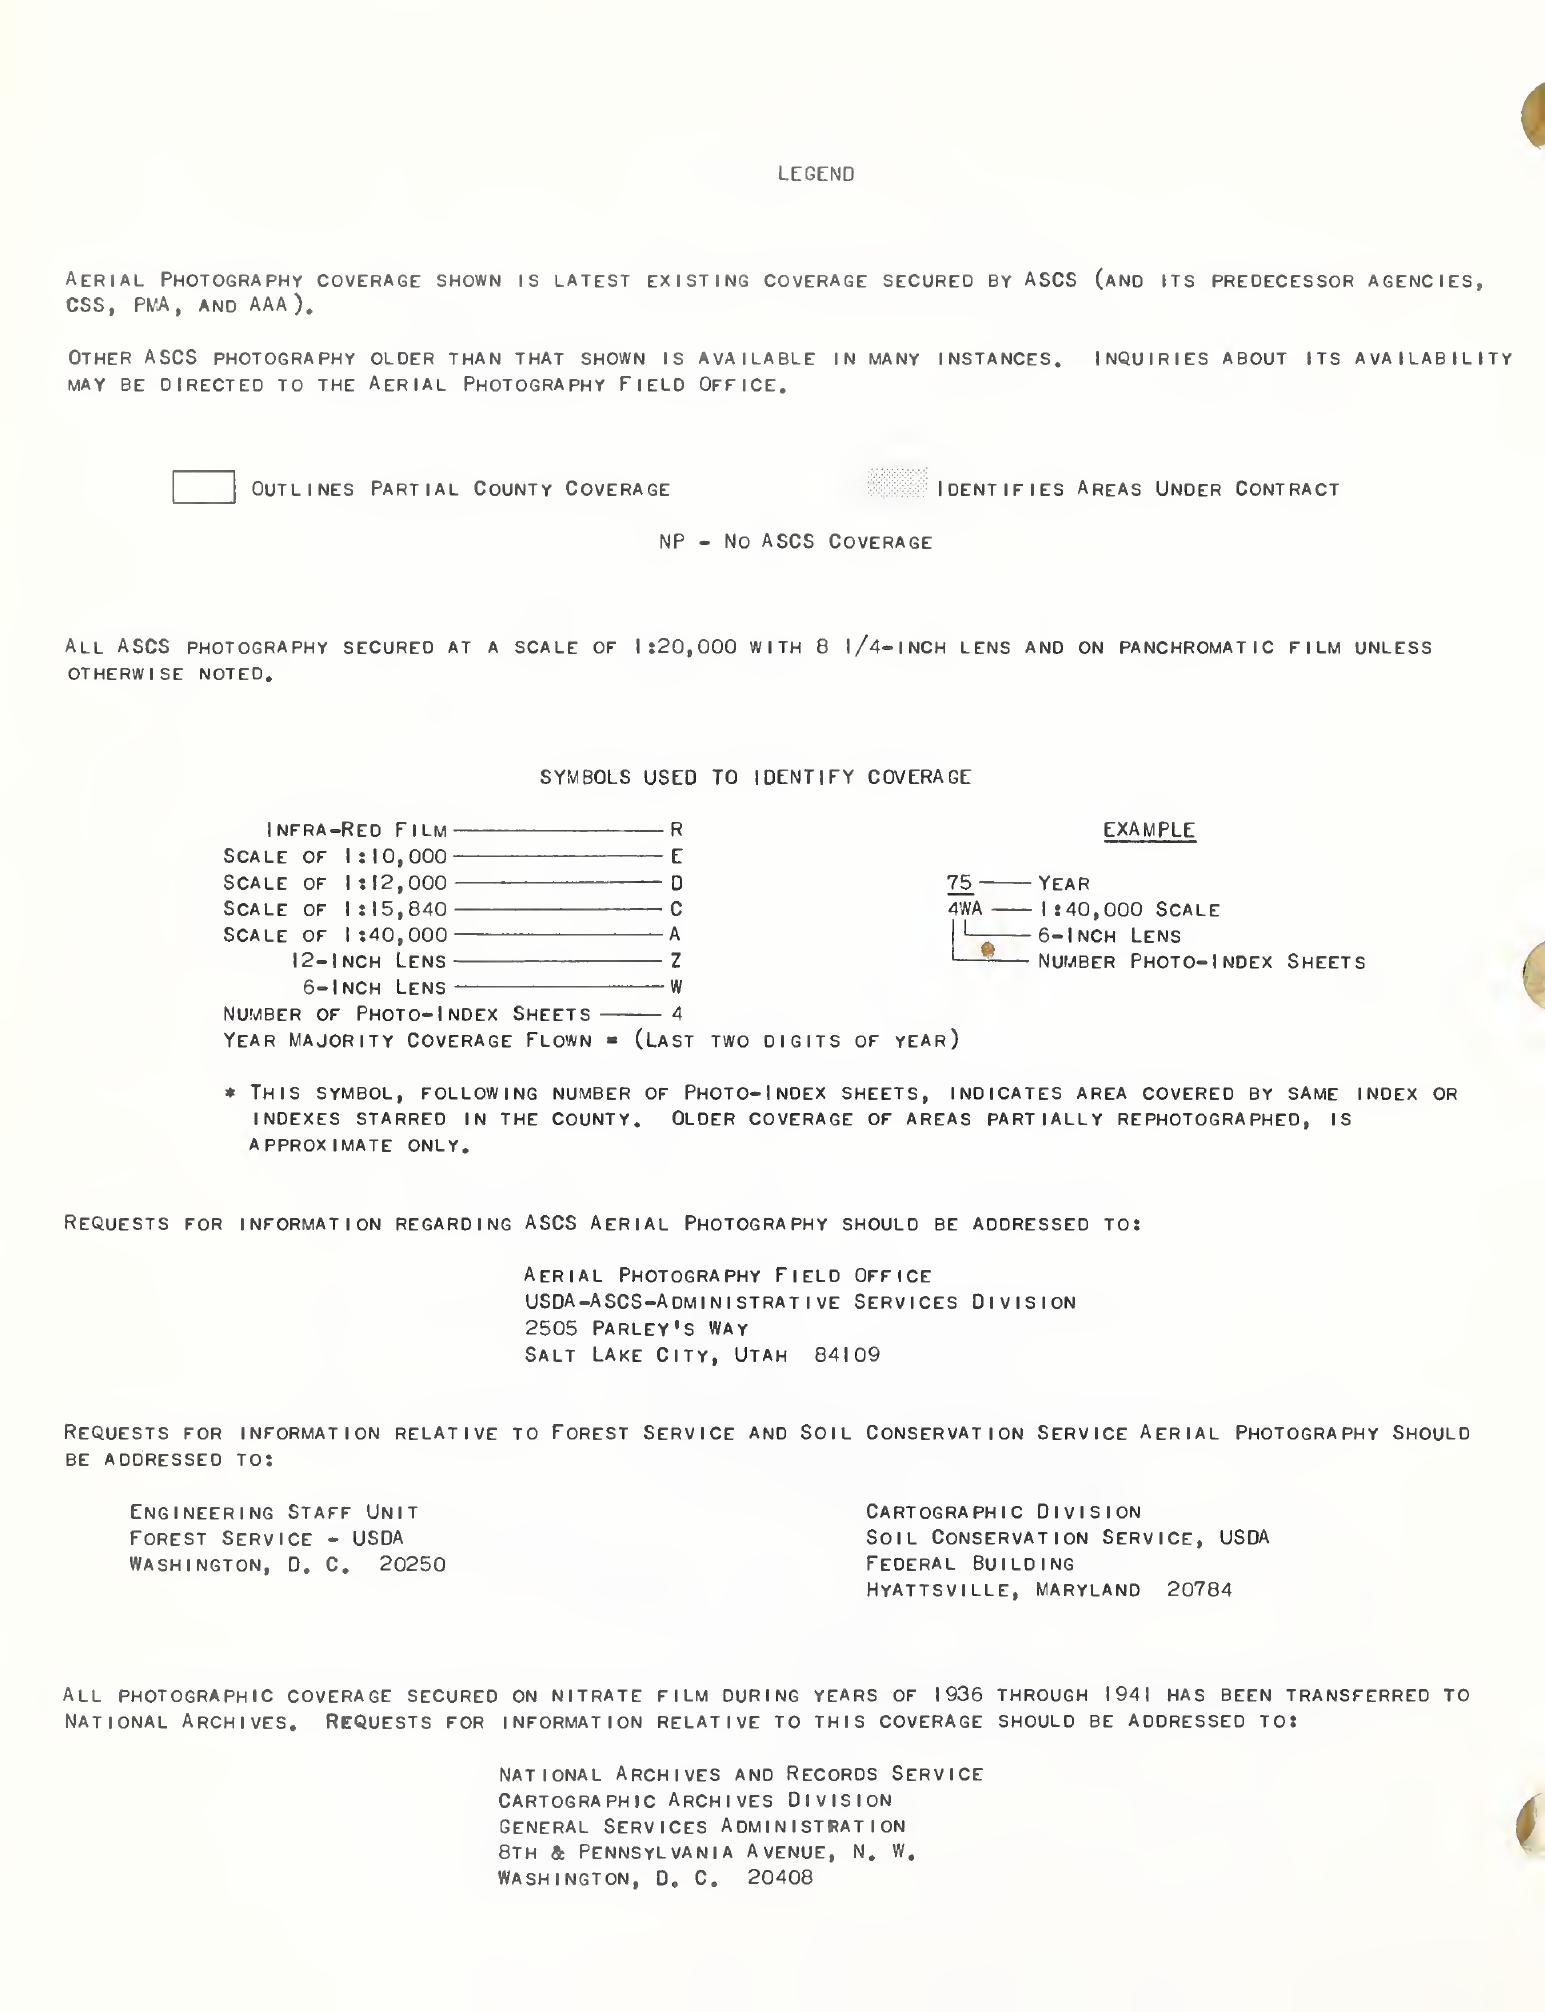 LEGEND
AERIAL PHOTOGRAPHY COVERAGE SHOWN IS LATEST EXISTING COVERAGE SECURED BY ASCS (AND ITS PREDECESSOR AGENCIES,
CSS, PMA, AND AAA).
OTHER ASCS PHOTOGRAPHY OLDER THAN THAT SHOWN IS AVAILABLE IN MANY INSTANCES. INQUIRIES ABOUT ITS AVAILABILITY
MAY BE DIRECTED TO THE AERIAL PHOTOGRAPHY FIELD OFFICE.
OUTLINES PARTIAL COUNTY COVERAGE
IDENTIFIES AREAS UNDER CONTRACT
NP - NO ASCS COVERAGE
ALL ASCS PHOTOGRAPHY SECURED AT A SCALE OF 1:20,000 WITH 8 1/4-INCH LENS AND ON PANCHROMATIC FILM UNLESS
OTHERWISE NOTED.
SYMBOLS USED TO IDENTIFY COVERAGE
INFRA-RED FILM R
SCALE OF 1:10,000 E
SCALE OF 1:12,000 D
SCALE OF 1:15,840 C
SCALE OF 1:40,000 A
12-INCH LENS Z
6-INCH LENS W
NUMBER OF PHOTO-INDEX SHEETS 4
YEAR MAJORITY COVERAGE FLOWN = (LAST TWO DIGITS OF YEAR)
EXAMPLE
75 YEAR
4WA 1:40,000 SCALE
6-INCH LENS
NUMBER PHOTO-INDEX SHEETS
* THIS SYMBOL, FOLLOWING NUMBER OF PHOTO-INDEX SHEETS, INDICATES AREA COVERED BY SAME INDEX OR
INDEXES STARRED IN THE COUNTY. OLDER COVERAGE OF AREAS PARTIALLY REPHOTOGRAPHED, IS
APPROXIMATE ONLY.
REQUESTS FOR INFORMATION REGARDING ASCS AERIAL PHOTOGRAPHY SHOULD BE ADDRESSED TO:
AERIAL PHOTOGRAPHY FIELD OFFICE
USDA-ASCS-ADMINISTRATIVE SERVICES DIVISION
2505 PARLEY'S WAY
SALT LAKE CITY, UTAH 84109
REQUESTS FOR INFORMATION RELATIVE TO FOREST SERVICE AND SOIL CONSERVATION SERVICE AERIAL PHOTOGRAPHY SHOULD
BE ADDRESSED TO:
ENGINEERING STAFF UNIT
FOREST SERVICE - USDA
WASHINGTON, D. C. 20250
CARTOGRAPHIC DIVISION
SOIL CONSERVATION SERVICE, USDA
FEDERAL BUILDING
HYATTSVILLE, MARYLAND 20784
ALL PHOTOGRAPHIC COVERAGE SECURED ON NITRATE FILM DURING YEARS OF 1936 THROUGH 1941 HAS BEEN TRANSFERRED TO
NATIONAL ARCHIVES. REQUESTS FOR INFORMATION RELATIVE TO THIS COVERAGE SHOULD BE ADDRESSED TO:
NATIONAL ARCHIVES AND RECORDS SERVICE
CARTOGRAPHIC ARCHIVES DIVISION
GENERAL SERVICES ADMINISTRATION
8TH & PENNSYLVANIA AVENUE, N. W.
WASHINGTON, D. C. 20408